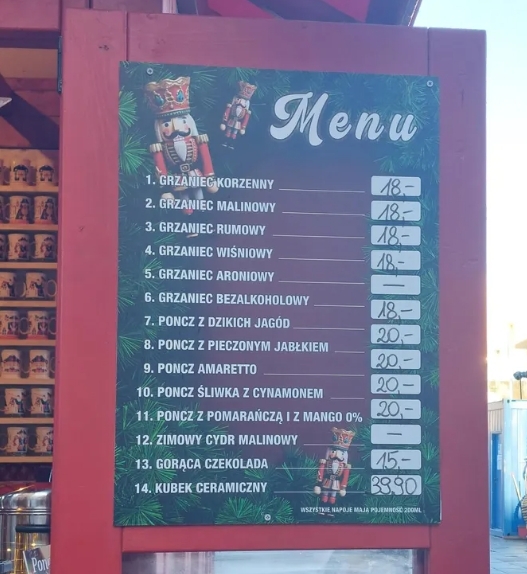 Menu
1. GRZANIEC KORZENNY 18,-
2. GRZANIEC MALINOWY 18,-
3. GRZANIEC RUMOWY 18,-
4. GRZANIEC WIŚNIOWY 18,-
5. GRZANIEC ARONIOWY —
6. GRZANIEC BEZALKOHOLOWY 18,-
7. PONCZ Z DZIKICH JAGÓD 20,-
8. PONCZ Z PIECZONYM JABŁKIEM 20,-
9. PONCZ AMARETTO 20,-
10. PONCZ ŚLIWKA Z CYNAMONEM 20,-
11. PONCZ Z POMARAŃCZĄ I Z MANGO 0%
12. ZIMOWY CYDR MALINOWY —
13. GORĄCA CZEKOLADA 15,-
14. KUBEK CERAMICZNY 39,90
WSZYSTKIE NAPOJE MAJĄ POJEMNOŚĆ 200ML